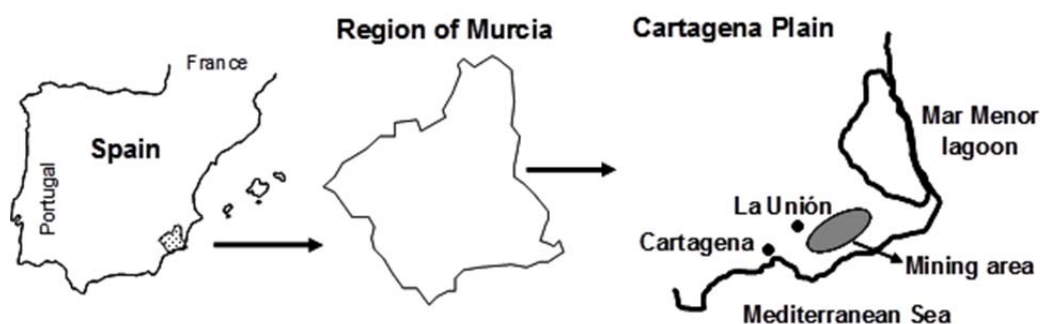 Region of Murcia
Cartagena Plain
France
Spain
Portugal
Mar Menor
lagoon
La Unión
Cartagena
Mining area
Mediterranean Sea